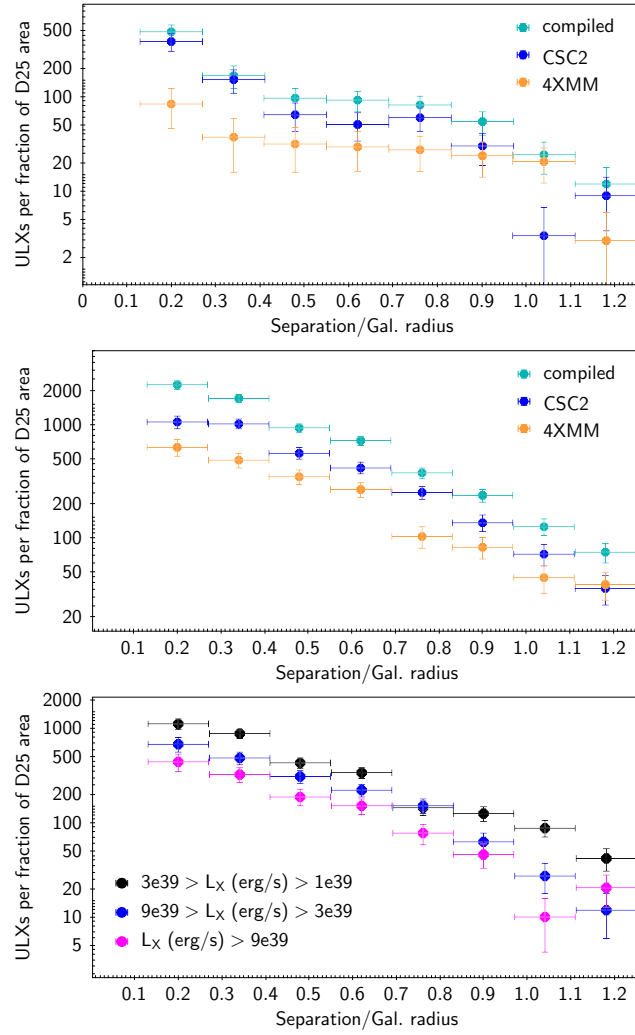 500
200
100
50
20
10
5
2
ULXs per fraction of D25 area
compiled
CSC2
4XMM
0 0.1 0.2 0.3 0.4 0.5 0.6 0.7 0.8 0.9 1.0 1.1 1.2
Separation/Gal. radius
2000
1000
500
200
100
50
20
ULXs per fraction of D25 area
compiled
CSC2
4XMM
0.1 0.2 0.3 0.4 0.5 0.6 0.7 0.8 0.9 1.0 1.1 1.2
Separation/Gal. radius
2000
1000
500
200
100
50
20
10
5
ULXs per fraction of D25 area
3e39 > L_X (erg/s) > 1e39
9e39 > L_X (erg/s) > 3e39
L_X (erg/s) > 9e39
0.1 0.2 0.3 0.4 0.5 0.6 0.7 0.8 0.9 1.0 1.1 1.2
Separation/Gal. radius